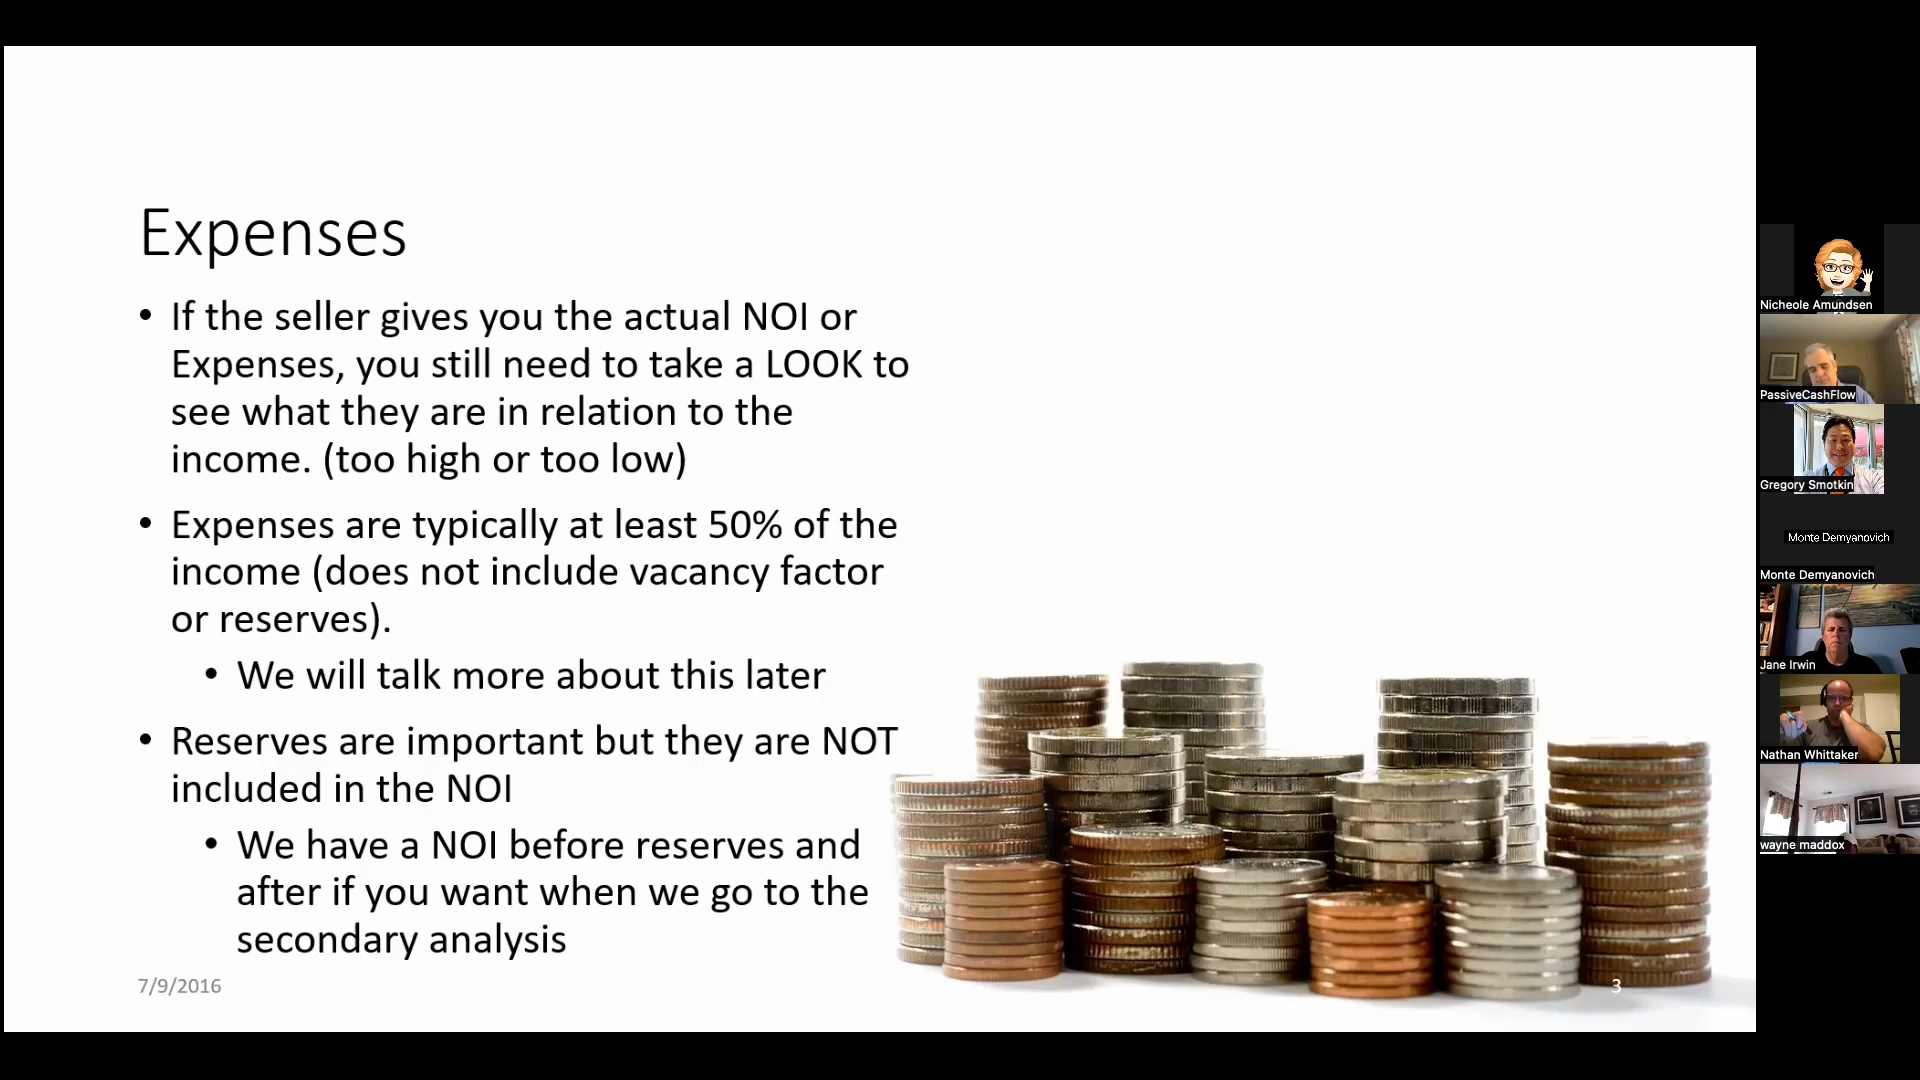 Expenses
• If the seller gives you the actual NOI or
Expenses, you still need to take a LOOK to
see what they are in relation to the
income. (too high or too low)
• Expenses are typically at least 50% of the
income (does not include vacancy factor
or reserves).
• We will talk more about this later
• Reserves are important but they are NOT
included in the NOI
• We have a NOI before reserves and
after if you want when we go to the
secondary analysis
7/9/2016
3
Nicheole Amundsen
PassiveCashFlow
Gregory Smotkin
Monte Demyanovich
Monte Demyanovich
Jane Irwin
Nathan Whittaker
wayne maddox